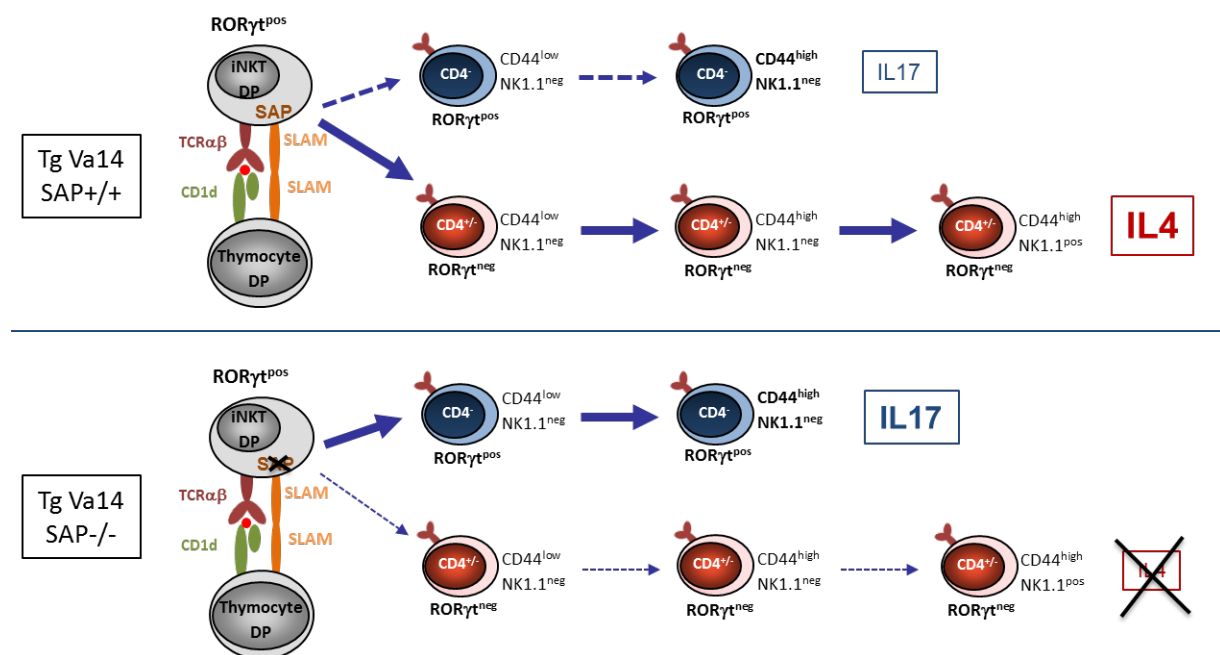 RORγt^pos
iNKT
DP
SAP
TCRαβ
SLAM
CD1d
SLAM
Thymocyte
DP
Tg Va14
SAP+/+
CD4-
CD44^low
NK1.1^neg
RORγt^pos
CD4-
CD44^high
NK1.1^neg
RORγt^pos
IL17
CD4+/-
CD44^low
NK1.1^neg
RORγt^neg
CD4+/-
CD44^high
NK1.1^neg
RORγt^neg
CD4+/-
CD44^high
NK1.1^pos
RORγt^neg
IL4
RORγt^pos
iNKT
DP
SAP
TCRαβ
SLAM
CD1d
SLAM
Thymocyte
DP
Tg Va14
SAP-/-
CD4-
CD44^low
NK1.1^neg
RORγt^pos
CD4-
CD44^high
NK1.1^neg
RORγt^pos
IL17
CD4+/-
CD44^low
NK1.1^neg
RORγt^neg
CD4+/-
CD44^high
NK1.1^neg
RORγt^neg
CD4+/-
CD44^high
NK1.1^pos
RORγt^neg
IL4